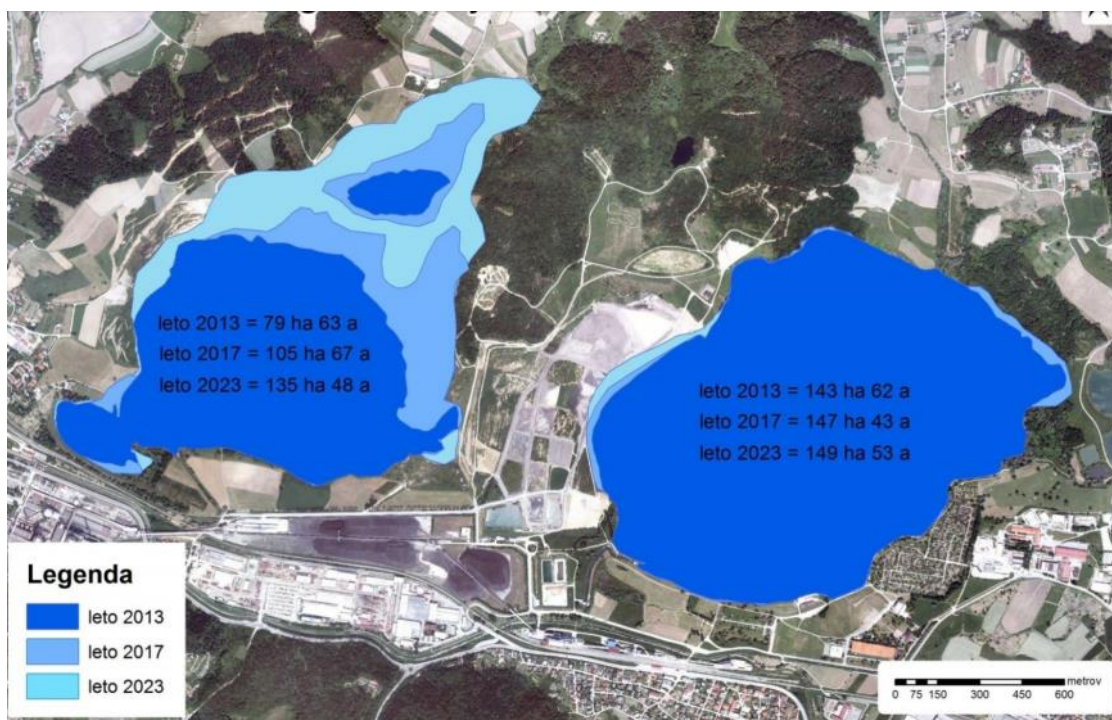 leto 2013 = 79 ha 63 a
leto 2017 = 105 ha 67 a
leto 2023 = 135 ha 48 a
leto 2013 = 143 ha 62 a
leto 2017 = 147 ha 43 a
leto 2023 = 149 ha 53 a
Legenda
leto 2013
leto 2017
leto 2023
metrov
0 75 150 300 450 600